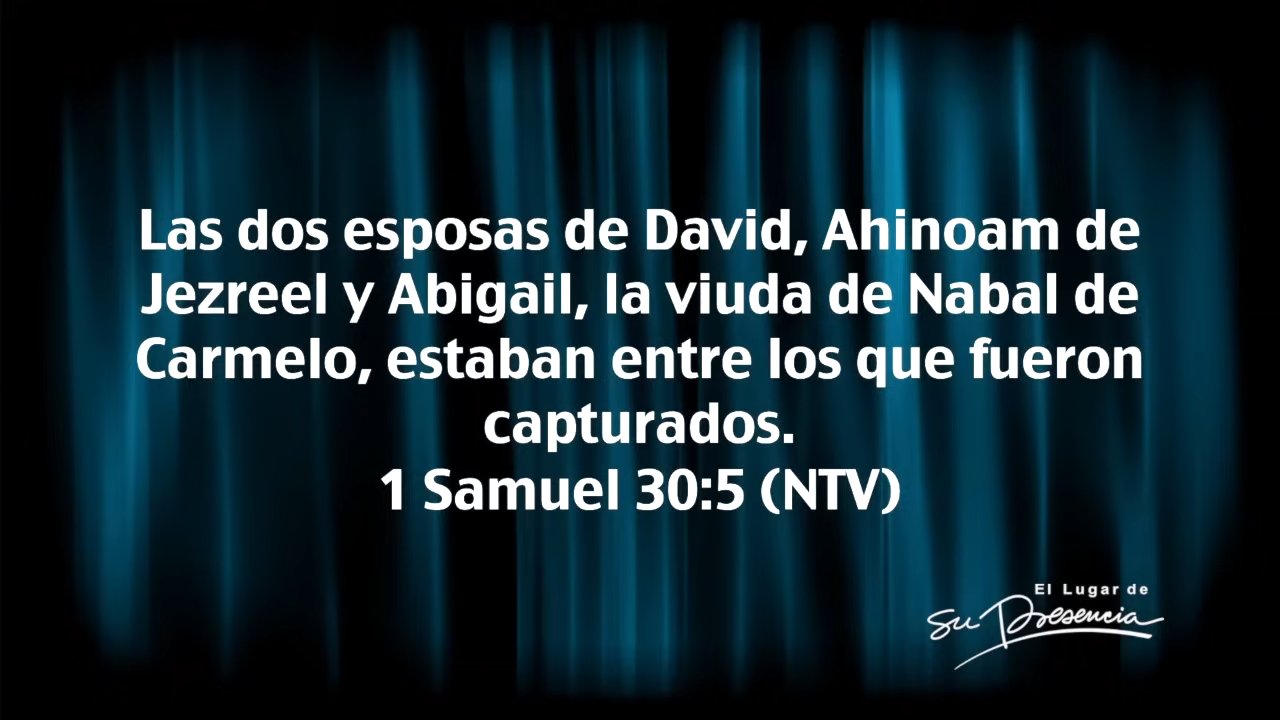 Las dos esposas de David, Ahinoam de
Jezreel y Abigail, la viuda de Nabal de
Carmelo, estaban entre los que fueron
capturados.
1 Samuel 30:5 (NTV)
El Lugar de
Su Presencia